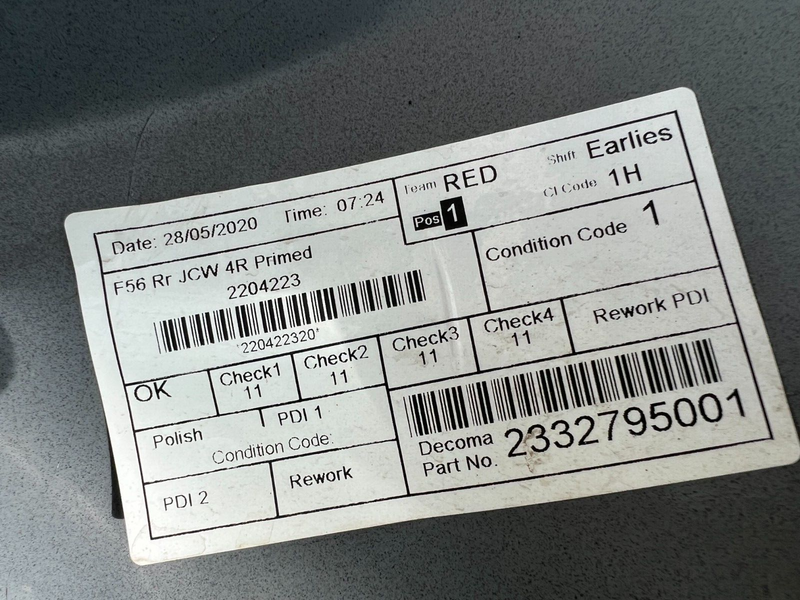 Date: 28/05/2020 Time: 07:24
Team RED Shift Earlies
Pos 1 CI Code 1H
F56 Rr JCW 4R Primed
2204223
*220422320*
Condition Code 1
OK Check1 11 Check2 11 Check3 11 Check4 11 Rework PDI
Polish PDI 1
Condition Code:
PDI 2 Rework
Decoma
Part No. 2332795001